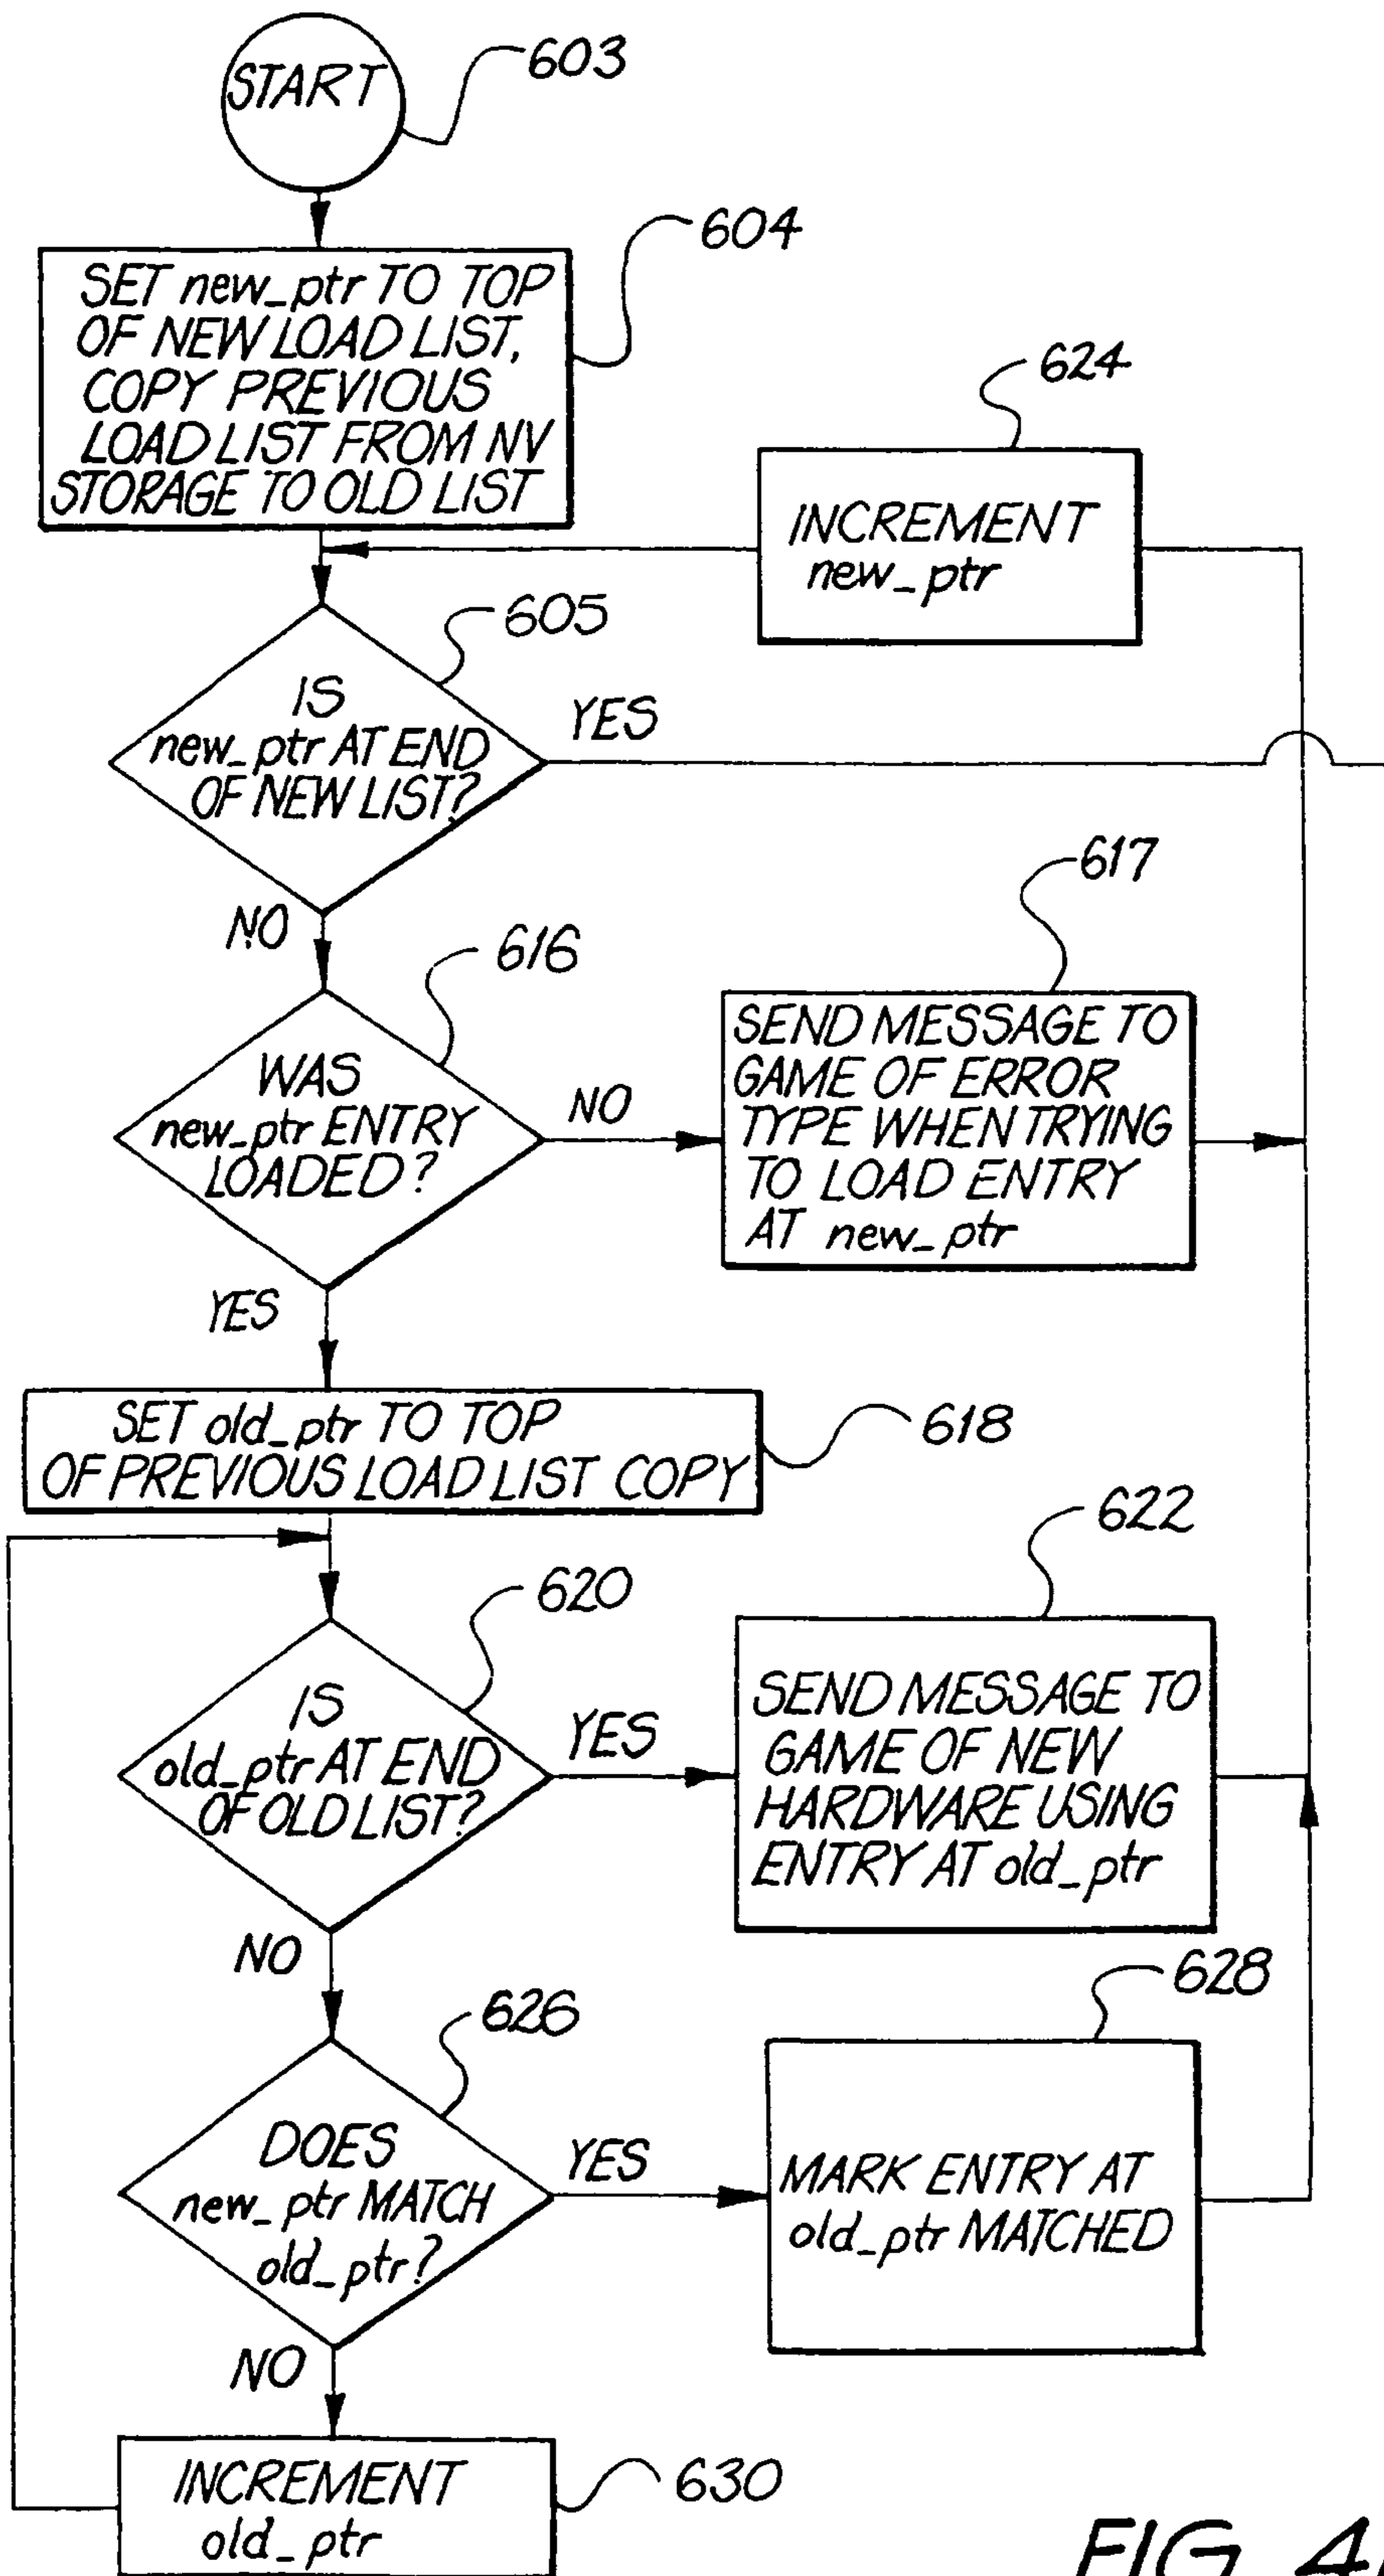 START
603
SET new_ptr TO TOP
OF NEW LOAD LIST,
COPY PREVIOUS
LOAD LIST FROM NV
STORAGE TO OLD LIST
604
624
INCREMENT
new_ptr
605
IS
new_ptr AT END
OF NEW LIST?
YES
NO
616
WAS
new_ptr ENTRY
LOADED?
NO
617
SEND MESSAGE TO
GAME OF ERROR
TYPE WHEN TRYING
TO LOAD ENTRY
AT new_ptr
YES
SET old_ptr TO TOP
OF PREVIOUS LOAD LIST COPY
618
620
IS
old_ptr AT END
OF OLD LIST?
YES
622
SEND MESSAGE TO
GAME OF NEW
HARDWARE USING
ENTRY AT old_ptr
NO
626
DOES
new_ptr MATCH
old_ptr?
YES
628
MARK ENTRY AT
old_ptr MATCHED
NO
INCREMENT
old_ptr
630
FIG